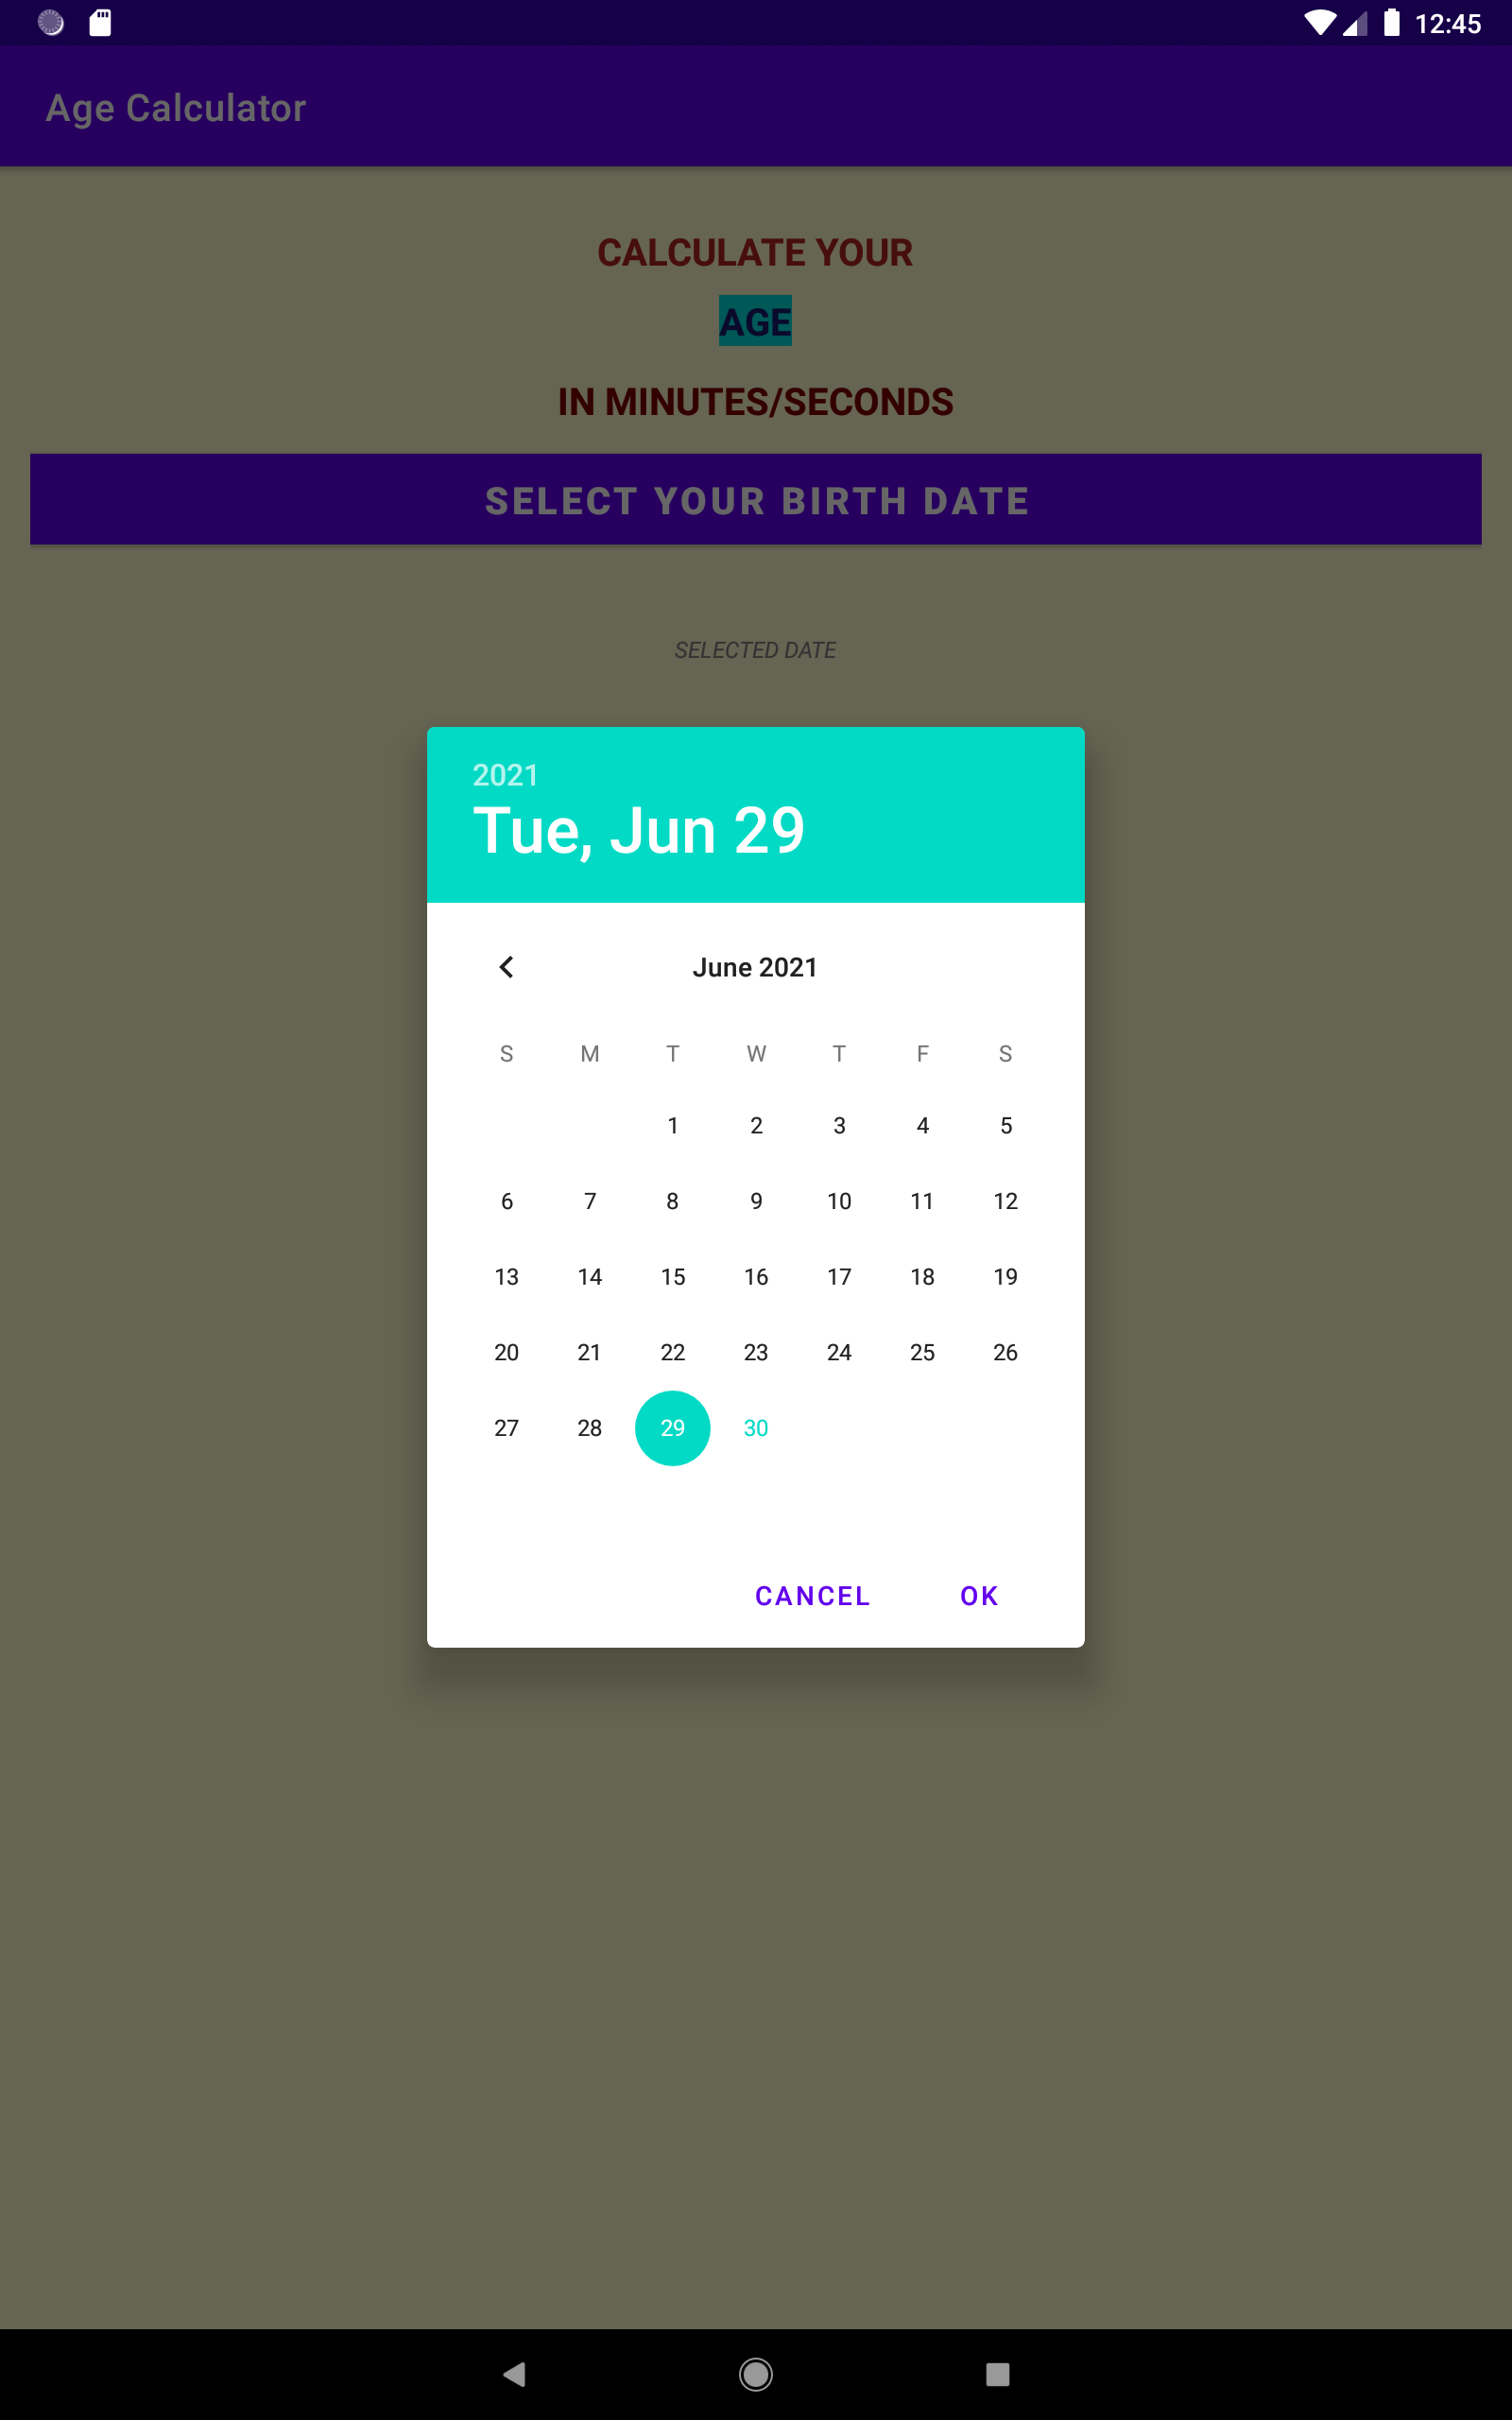 12:45
Age Calculator
CALCULATE YOUR
AGE
IN MINUTES/SECONDS
SELECT YOUR BIRTH DATE
SELECTED DATE
2021
Tue, Jun 29
June 2021
S M T W T F S
1 2 3 4 5
6 7 8 9 10 11 12
13 14 15 16 17 18 19
20 21 22 23 24 25 26
27 28 29 30
CANCEL OK